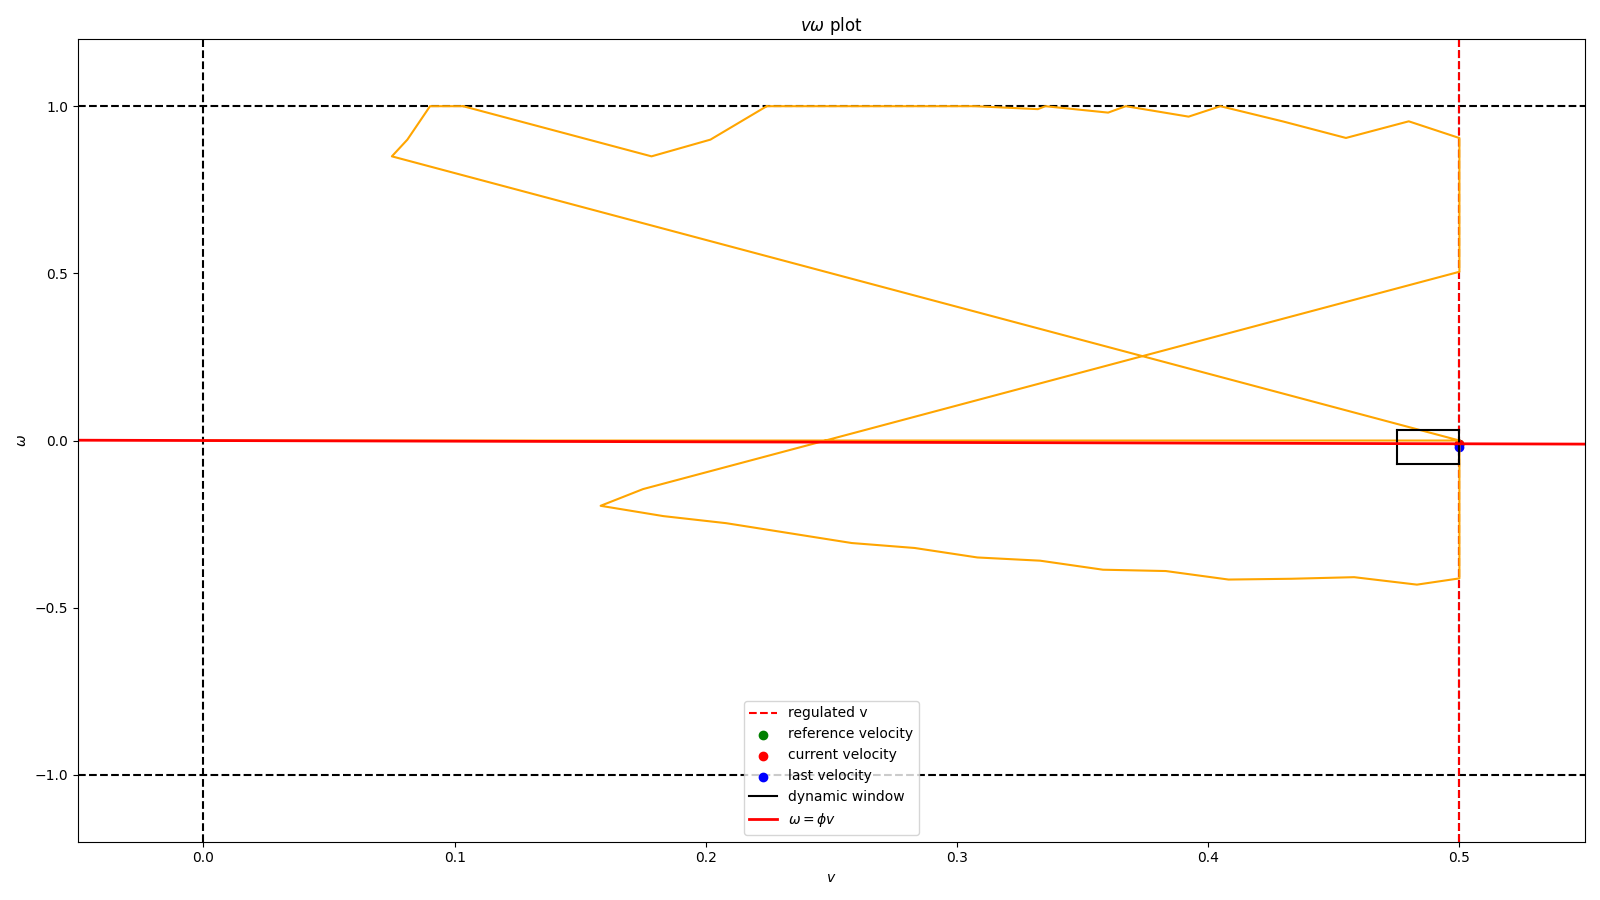 vω plot
1.0
0.5
0.0
−0.5
−1.0
ω
0.0 0.1 0.2 0.3 0.4 0.5
v
regulated v
reference velocity
current velocity
last velocity
dynamic window
ω = ϕv